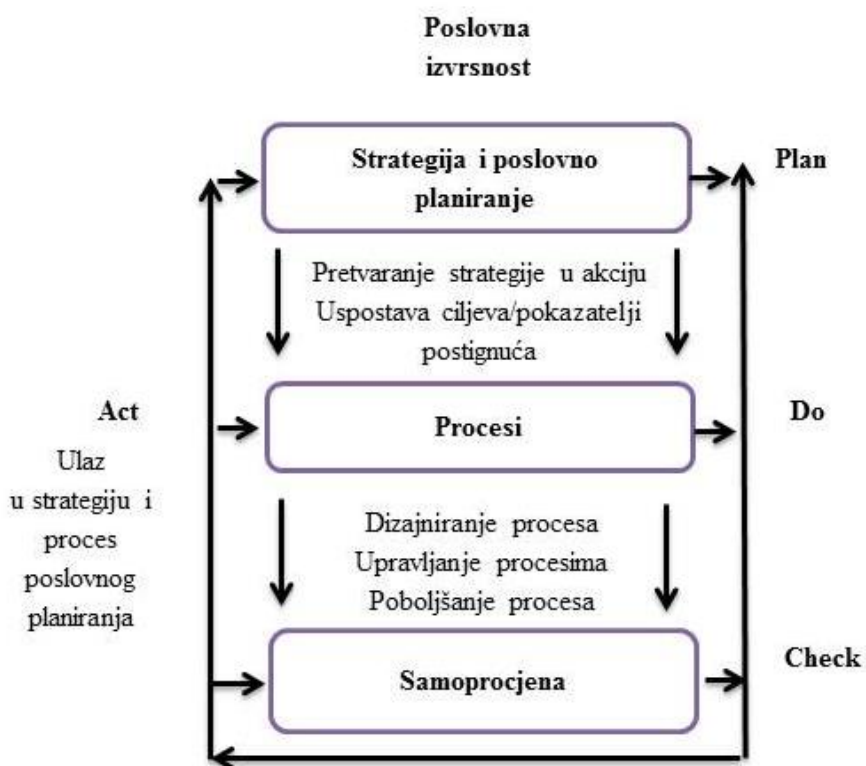 Poslovna
izvrsnost
Strategija i poslovno
planiranje
Plan
Pretvaranje strategije u akciju
Uspostava ciljeva/pokazatelji
postignuća
Act
Ulaz
u strategiju i
proces
poslovnog
planiranja
Procesi
Do
Dizajniranje procesa
Upravljanje procesima
Poboljšanje procesa
Samoprocjena
Check